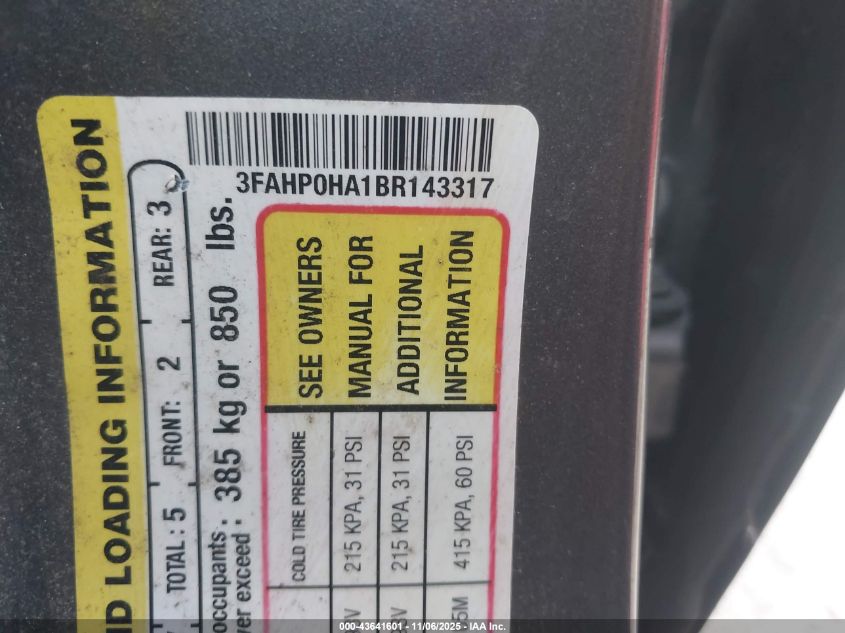 3FAHP0HA1BR143317
ND LOADING INFORMATION
TOTAL: 5 FRONT: 2 REAR: 3
occupants
ver exceed: 385 kg or 850 lbs.
COLD TIRE PRESSURE
215 KPA, 31 PSI
215 KPA, 31 PSI
5M 415 KPA, 60 PSI
SEE OWNERS
MANUAL FOR
ADDITIONAL
INFORMATION
000-43641601 - 11/06/2025 - IAA Inc.